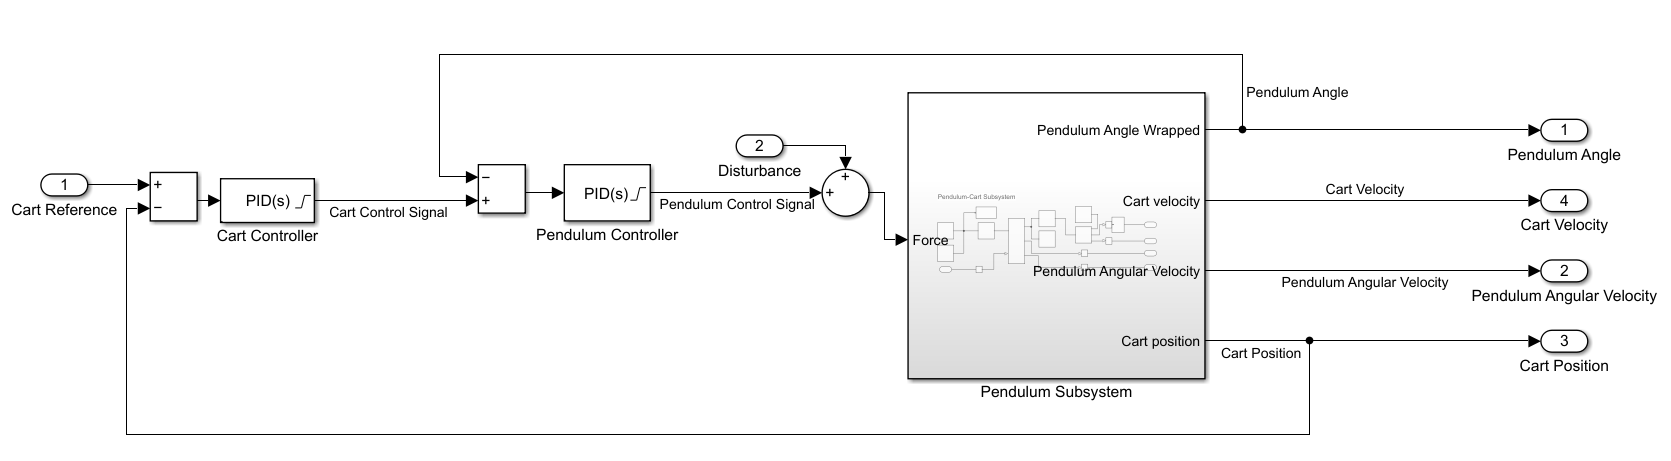 Pendulum Angle
Pendulum Angle Wrapped
1
Pendulum Angle
2
Disturbance
1
Cart Reference
+
−
PID(s)
Cart Controller
Cart Control Signal
−
+
PID(s)
Pendulum Controller
Pendulum Control Signal
+
+
Force
Pendulum-Cart Subsystem
Cart velocity
Cart Velocity
4
Cart Velocity
Pendulum Angular Velocity
Pendulum Angular Velocity
2
Pendulum Angular Velocity
Cart position
Cart Position
3
Cart Position
Pendulum Subsystem